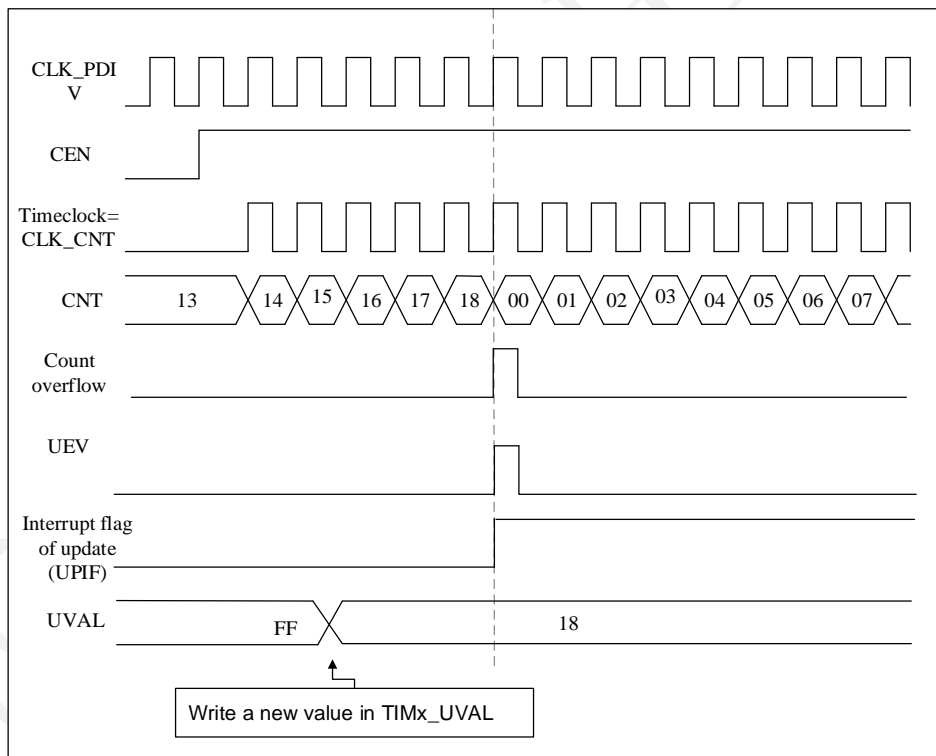 CLK_PDI
V
CEN
Timeclock=
CLK_CNT
CNT 13 14 15 16 17 18 00 01 02 03 04 05 06 07
Count
overflow
UEV
Interrupt flag
of update
(UPIF)
UVAL FF 18
Write a new value in TIMx_UVAL